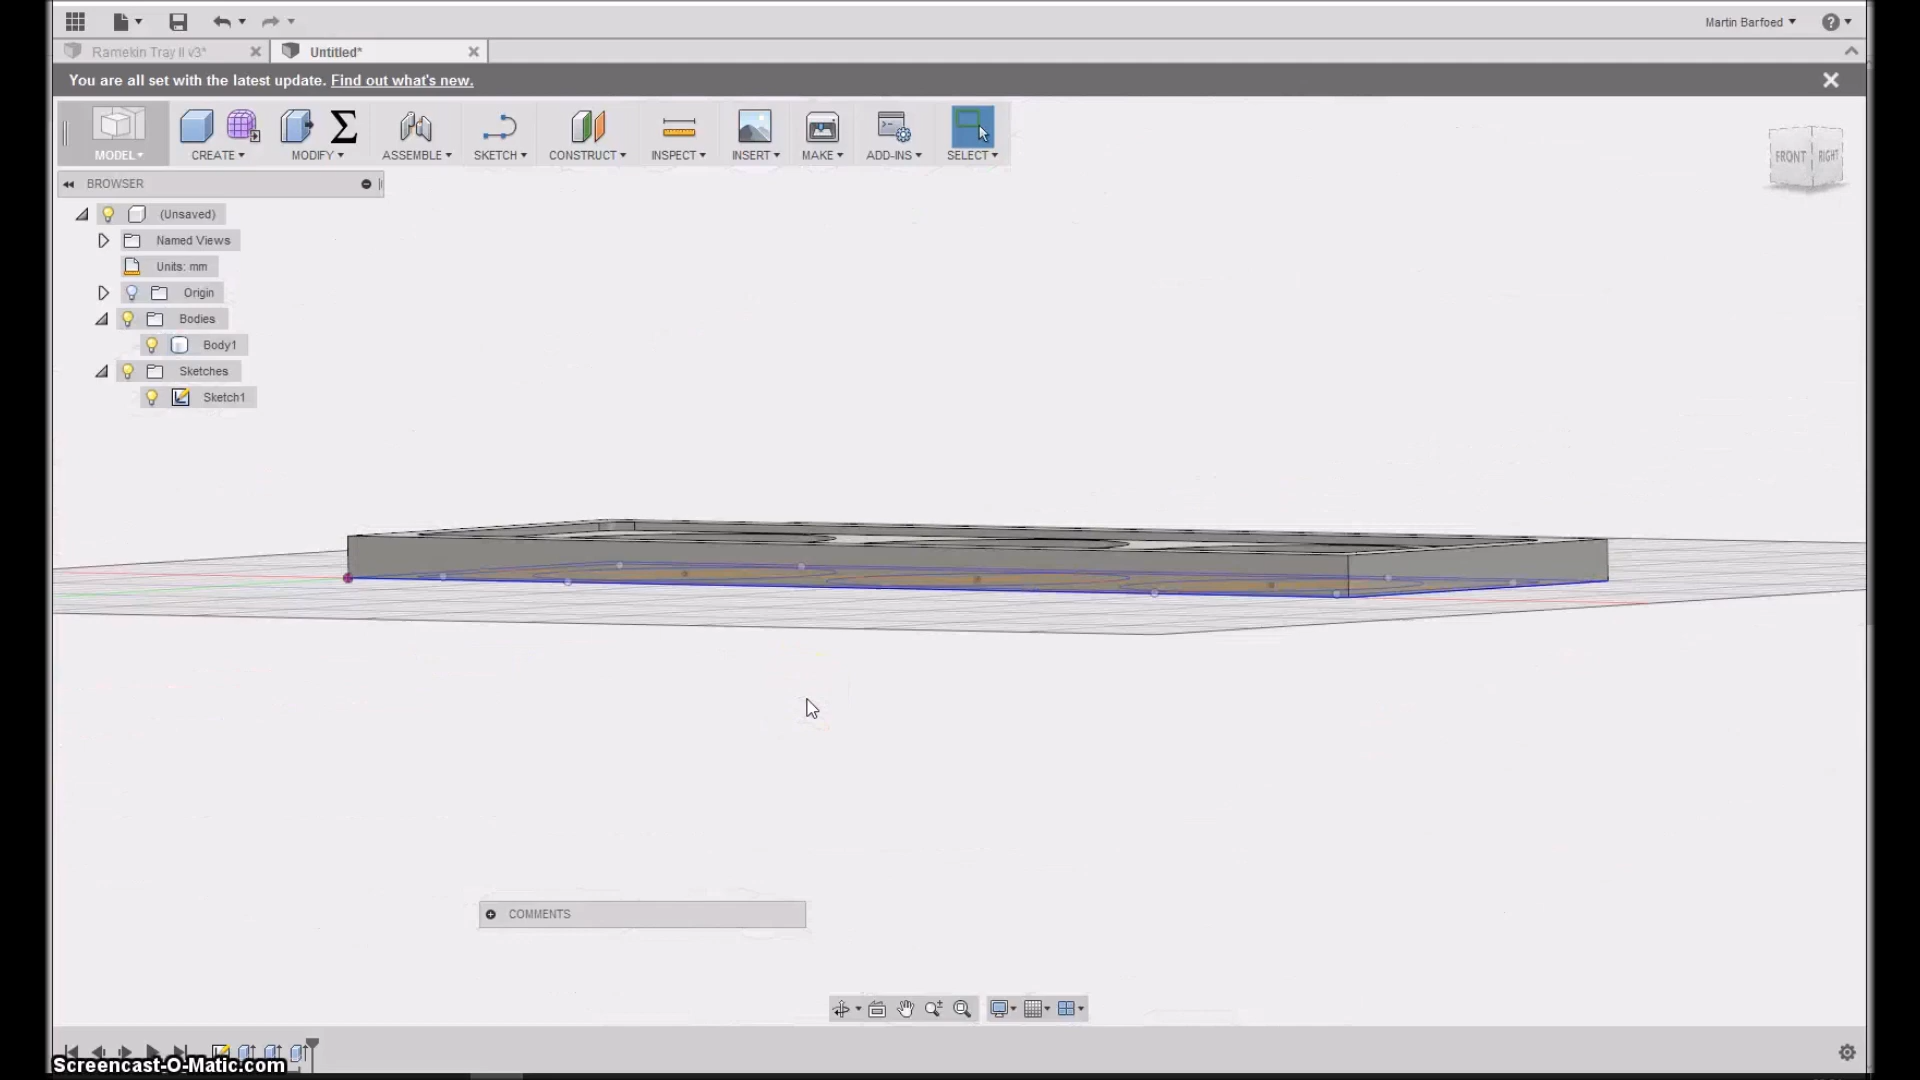 Martin Barfoed
Ramekin Tray II v3*
Untitled*
You are all set with the latest update. Find out what's new.
MODEL
CREATE
MODIFY
ASSEMBLE
SKETCH
CONSTRUCT
INSPECT
INSERT
MAKE
ADD-INS
SELECT
FRONT
RIGHT
BROWSER
(Unsaved)
Named Views
Units: mm
Origin
Bodies
Body1
Sketches
Sketch1
COMMENTS
Screencast-O-Matic.com